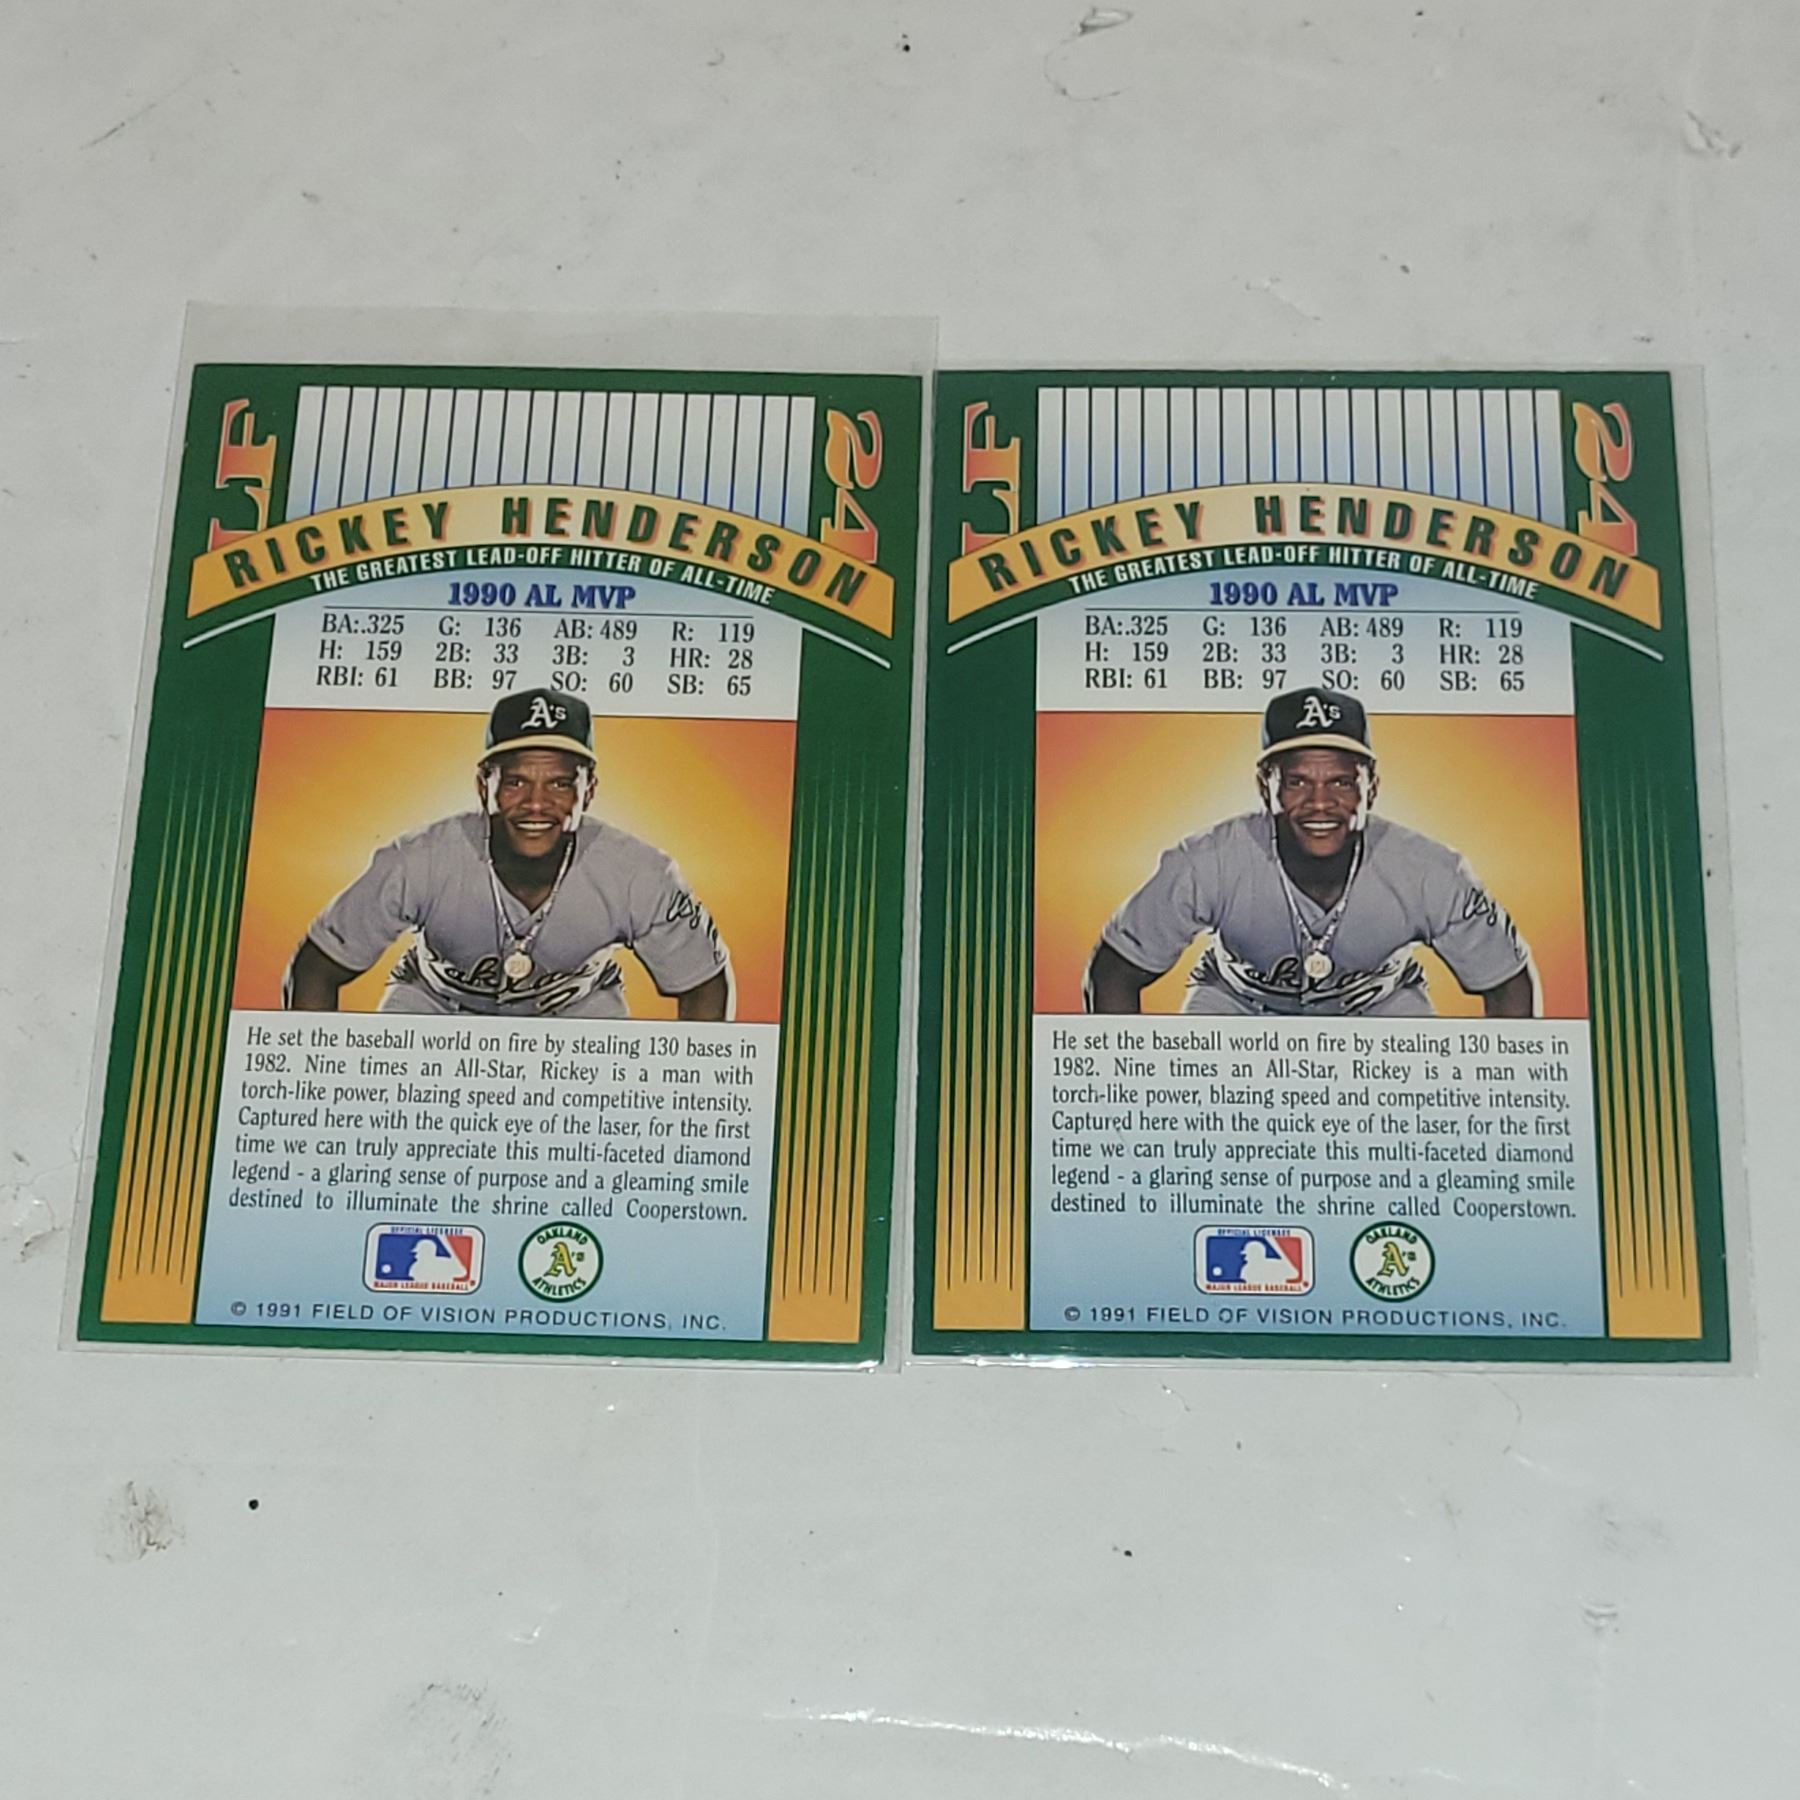 LF
24
RICKEY HENDERSON
THE GREATEST LEAD-OFF HITTER OF ALL-TIME
1990 AL MVP
BA:.325 G: 136 AB: 489 R: 119
H: 159 2B: 33 3B: 3 HR: 28
RBI: 61 BB: 97 SO: 60 SB: 65
A's
He set the baseball world on fire by stealing 130 bases in
1982. Nine times an All-Star, Rickey is a man with
torch-like power, blazing speed and competitive intensity.
Captured here with the quick eye of the laser, for the first
time we can truly appreciate this multi-faceted diamond
legend - a glaring sense of purpose and a gleaming smile
destined to illuminate the shrine called Cooperstown.
OFFICIAL LICENSEE
MAJOR LEAGUE BASEBALL
OAKLAND
A's
ATHLETICS
© 1991 FIELD OF VISION PRODUCTIONS, INC.
LF
24
RICKEY HENDERSON
THE GREATEST LEAD-OFF HITTER OF ALL-TIME
1990 AL MVP
BA:.325 G: 136 AB: 489 R: 119
H: 159 2B: 33 3B: 3 HR: 28
RBI: 61 BB: 97 SO: 60 SB: 65
A's
He set the baseball world on fire by stealing 130 bases in
1982. Nine times an All-Star, Rickey is a man with
torch-like power, blazing speed and competitive intensity.
Captured here with the quick eye of the laser, for the first
time we can truly appreciate this multi-faceted diamond
legend - a glaring sense of purpose and a gleaming smile
destined to illuminate the shrine called Cooperstown.
OFFICIAL LICENSEE
MAJOR LEAGUE BASEBALL
OAKLAND
A's
ATHLETICS
© 1991 FIELD OF VISION PRODUCTIONS, INC.